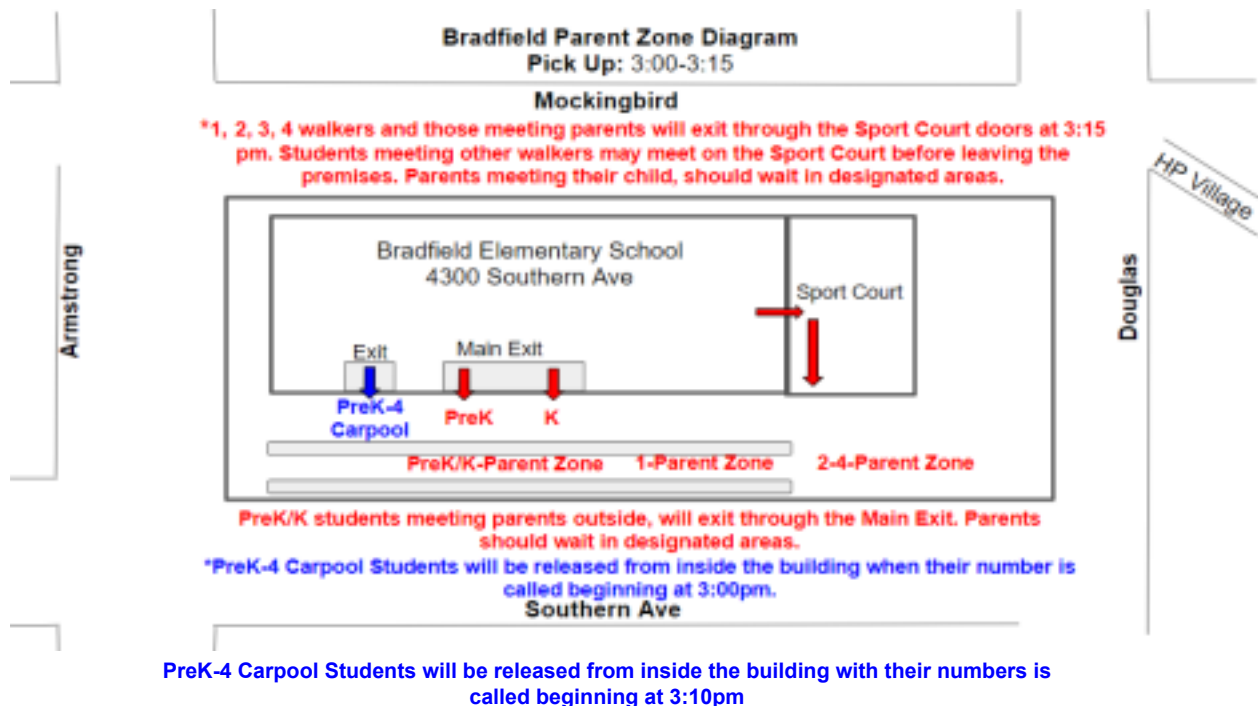 Bradfield Parent Zone Diagram
Pick Up: 3:00-3:15
Mockingbird
*1, 2, 3, 4 walkers and those meeting parents will exit through the Sport Court doors at 3:15
pm. Students meeting other walkers may meet on the Sport Court before leaving the
premises. Parents meeting their child, should wait in designated areas.
HP Village
Armstrong
Bradfield Elementary School
4300 Southern Ave
Sport Court
Douglas
Exit
Main Exit
PreK-4
Carpool
PreK
K
PreK/K-Parent Zone
1-Parent Zone
2-4-Parent Zone
PreK/K students meeting parents outside, will exit through the Main Exit. Parents
should wait in designated areas.
*PreK-4 Carpool Students will be released from inside the building when their number is
called beginning at 3:00pm.
Southern Ave
PreK-4 Carpool Students will be released from inside the building with their numbers is
called beginning at 3:10pm